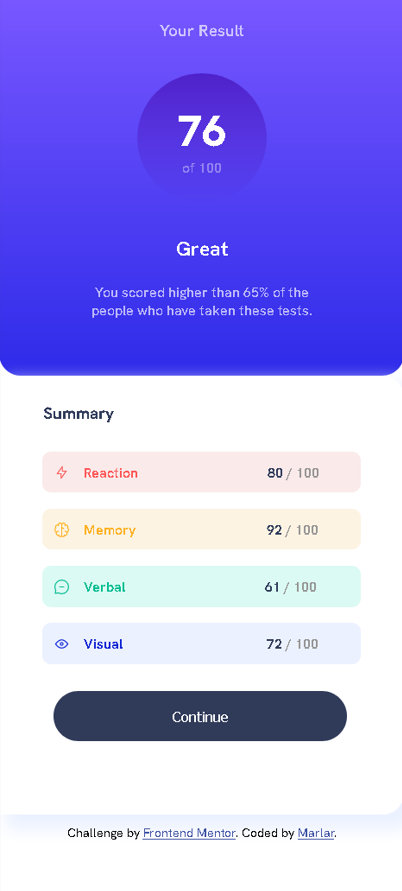 Your Result
76
of 100
Great
You scored higher than 65% of the
people who have taken these tests.
Summary
Reaction 80 / 100
Memory 92 / 100
Verbal 61 / 100
Visual 72 / 100
Continue
Challenge by Frontend Mentor. Coded by Marlar.